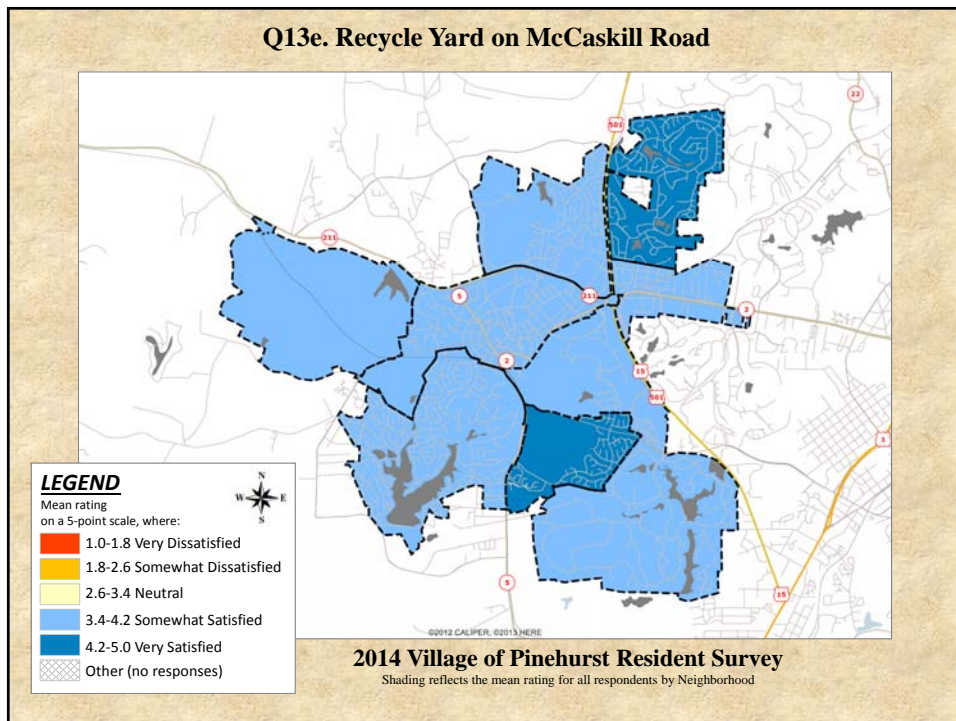 Q13e. Recycle Yard on McCaskill Road
22
501
211
5
211
2
2
15
501
1
LEGEND
N
W E
S
Mean rating
on a 5-point scale, where:
1.0-1.8 Very Dissatisfied
1.8-2.6 Somewhat Dissatisfied
2.6-3.4 Neutral
3.4-4.2 Somewhat Satisfied
4.2-5.0 Very Satisfied
Other (no responses)
5
15
©2012 CALIPER, ©2013 HERE
2014 Village of Pinehurst Resident Survey
Shading reflects the mean rating for all respondents by Neighborhood